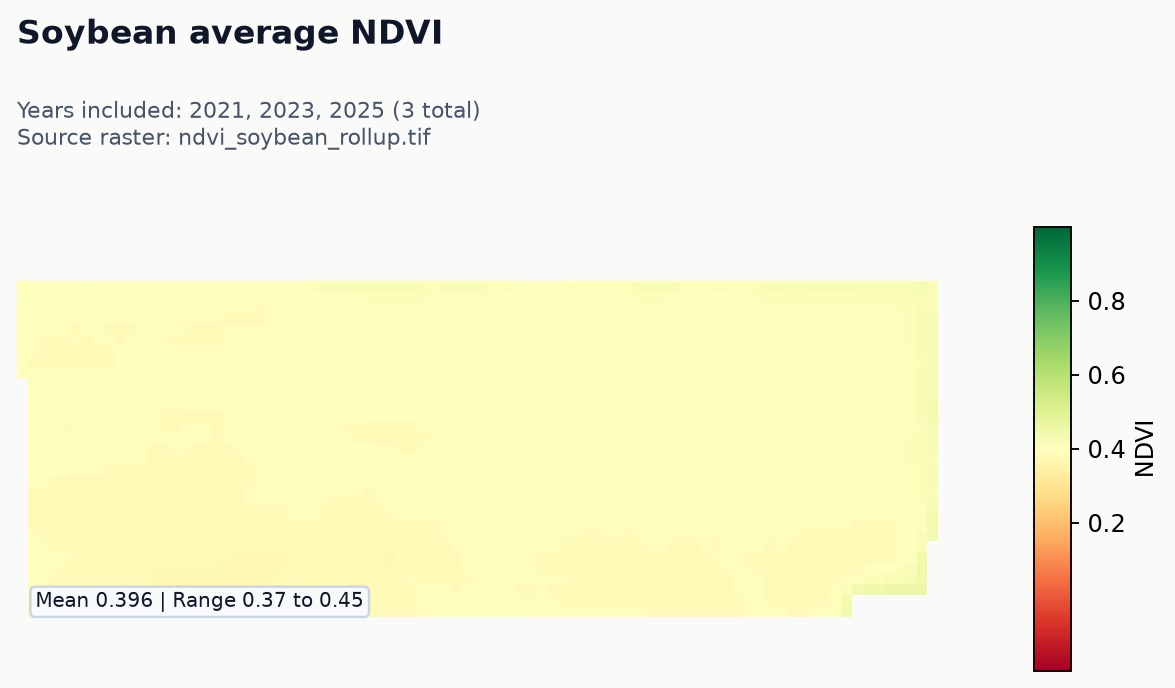 Soybean average NDVI
Years included: 2021, 2023, 2025 (3 total)
Source raster: ndvi_soybean_rollup.tif
0.8
0.6
0.4
0.2
NDVI
Mean 0.396 | Range 0.37 to 0.45